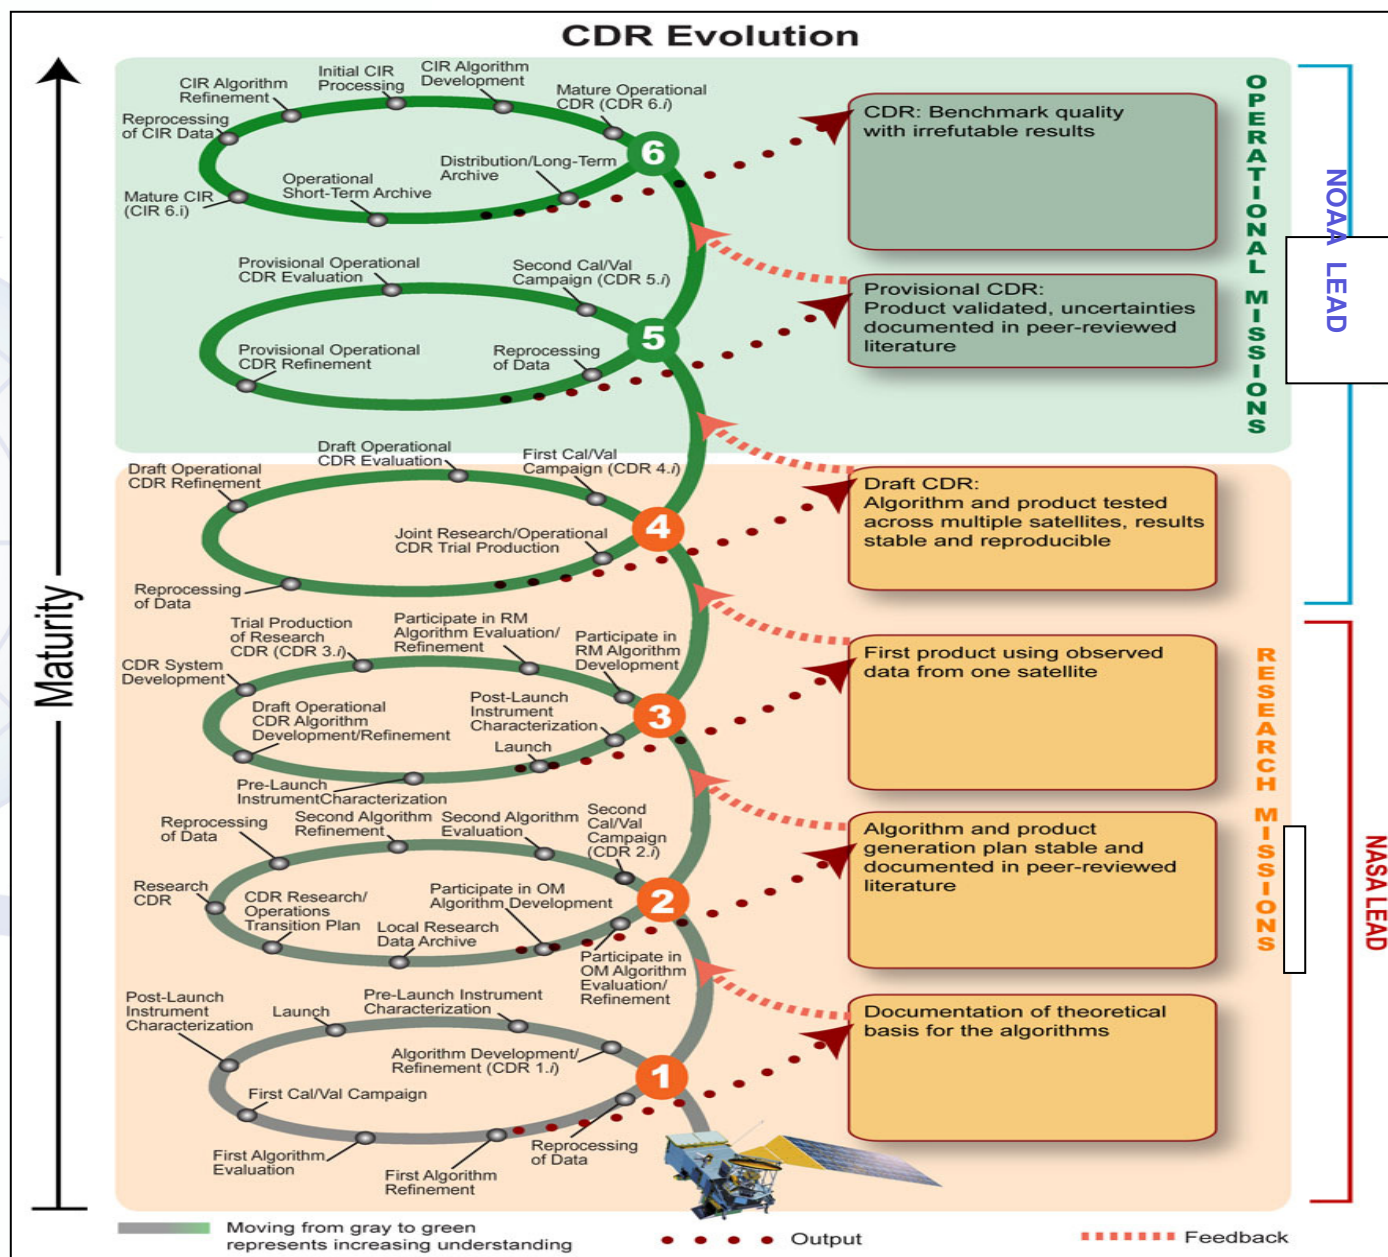 CDR Evolution
Maturity
CIR Algorithm
Refinement
Initial CIR
Processing
CIR Algorithm
Development
Mature Operational
CDR (CDR 6.i)
Reprocessing
of CIR Data
Mature CIR
(CIR 6.i)
Operational
Short-Term Archive
Distribution/Long-Term
Archive
6
CDR: Benchmark quality
with irrefutable results
Provisional Operational
CDR Evaluation
Second Cal/Val
Campaign (CDR 5.i)
Provisional Operational
CDR Refinement
Reprocessing
of Data
5
Provisional CDR:
Product validated, uncertainties
documented in peer-reviewed
literature
OPERATIONAL MISSIONS
NOAA LEAD
Draft Operational
CDR Refinement
Draft Operational
CDR Evaluation
First Cal/Val
Campaign (CDR 4.i)
Joint Research/Operational
CDR Trial Production
Reprocessing
of Data
4
Draft CDR:
Algorithm and product tested
across multiple satellites, results
stable and reproducible
CDR System
Development
Trial Production
of Research
CDR (CDR 3.i)
Participate in RM
Algorithm Evaluation/
Refinement
Participate in
RM Algorithm
Development
Draft Operational
CDR Algorithm
Development/Refinement
Post-Launch
Instrument
Characterization
Launch
Pre-Launch
InstrumentCharacterization
3
First product using observed
data from one satellite
Reprocessing
of Data
Second Algorithm
Refinement
Second Algorithm
Evaluation
Second
Cal/Val
Campaign
(CDR 2.i)
Research
CDR
CDR Research/
Operations
Transition Plan
Local Research
Data Archive
Participate in OM
Algorithm Development
Participate in
OM Algorithm
Evaluation/
Refinement
2
Algorithm and product
generation plan stable and
documented in peer-reviewed
literature
RESEARCH MISSIONS
NASA LEAD
Post-Launch
Instrument
Characterization
Launch
Pre-Launch Instrument
Characterization
Algorithm Development/
Refinement (CDR 1.i)
First Cal/Val Campaign
First Algorithm
Evaluation
First Algorithm
Refinement
Reprocessing
of Data
1
Documentation of theoretical
basis for the algorithms
Moving from gray to green
represents increasing understanding
Output
Feedback